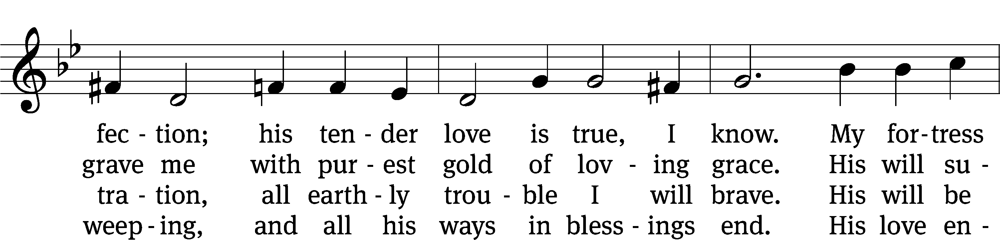 fec - tion; his ten - der love is true, I know. My for - tress
grave me with pur - est gold of lov - ing grace. His will su -
tra - tion, all earth - ly trou - ble I will brave. His will be
weep - ing, and all his ways in bless - ings end. His love en -